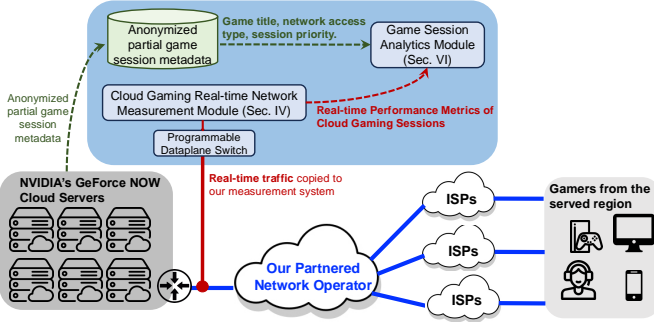 Anonymized
partial game
session metadata
Game title, network access
type, session priority.
Game Session
Analytics Module
(Sec. VI)
Cloud Gaming Real-time Network
Measurement Module (Sec. IV)
Real-time Performance Metrics of
Cloud Gaming Sessions
Programmable
Dataplane Switch
Anonymized
partial game
session
metadata
Real-time traffic copied to
our measurement system
NVIDIA's GeForce NOW
Cloud Servers
ISPs
Gamers from the
served region
ISPs
Our Partnered
Network Operator
ISPs